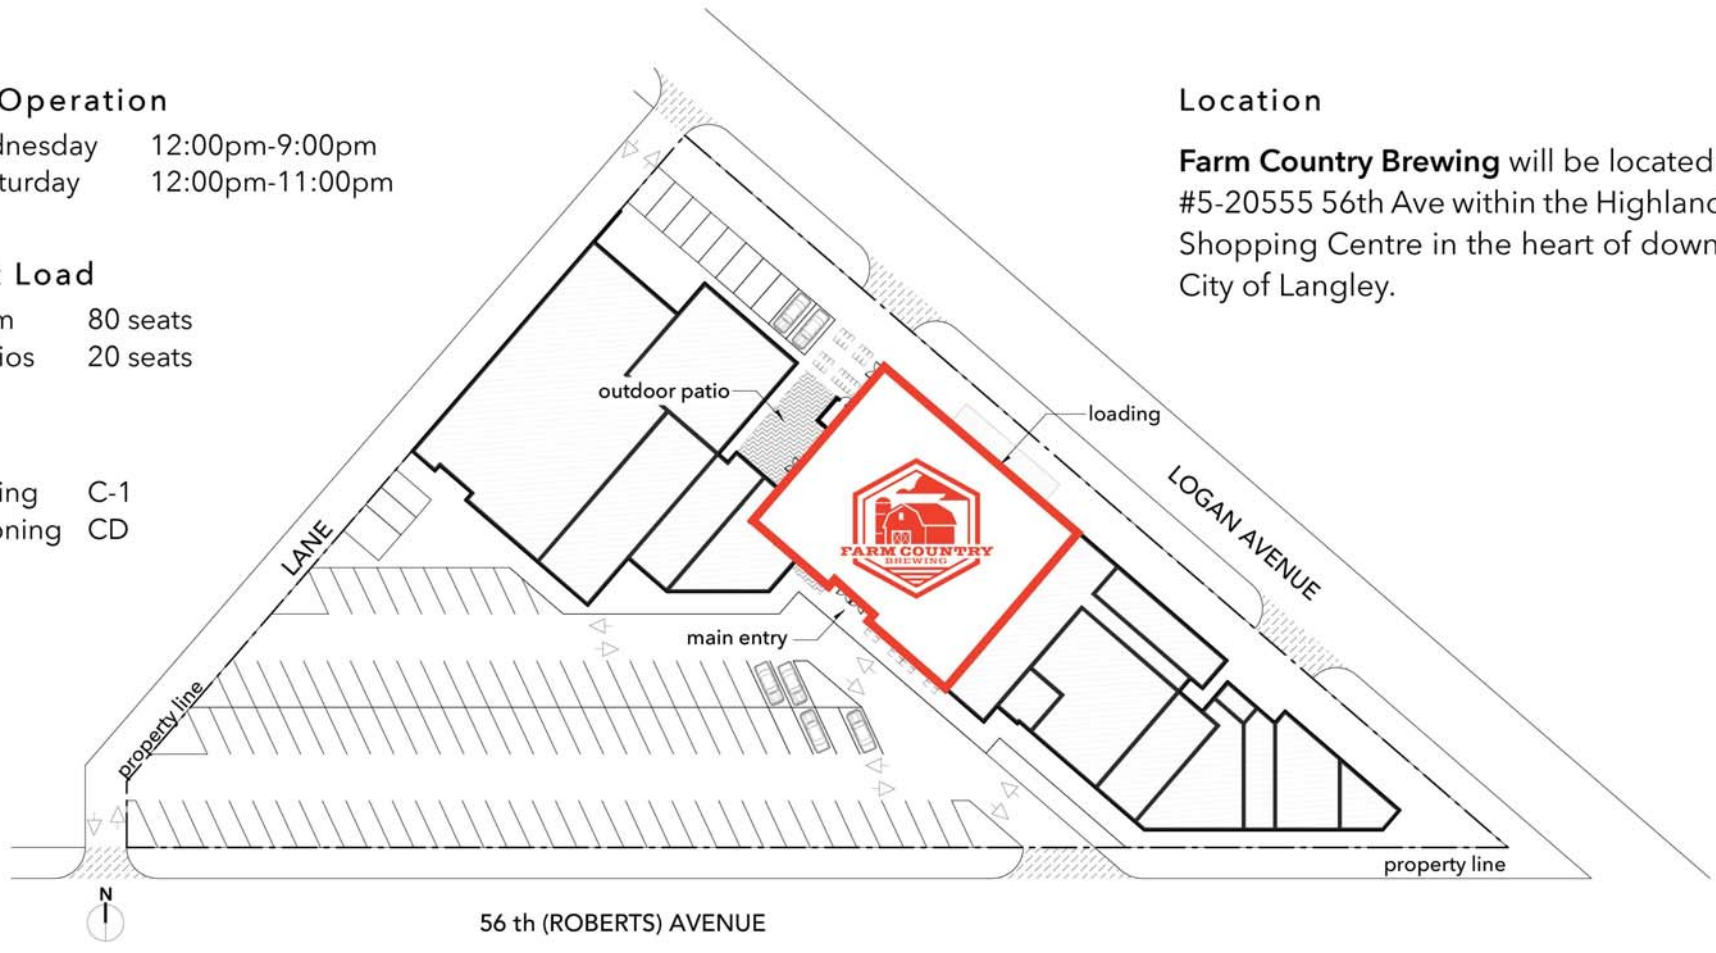 Operation
dnesday 12:00pm-9:00pm
turday 12:00pm-11:00pm
Load
m 80 seats
ios 20 seats
ing C-1
oning CD
Location
Farm Country Brewing will be located
#5-20555 56th Ave within the Highland
Shopping Centre in the heart of down
City of Langley.
outdoor patio
loading
LOGAN AVENUE
FARM COUNTRY
BREWING
LANE
main entry
property line
property line
N
56 th (ROBERTS) AVENUE